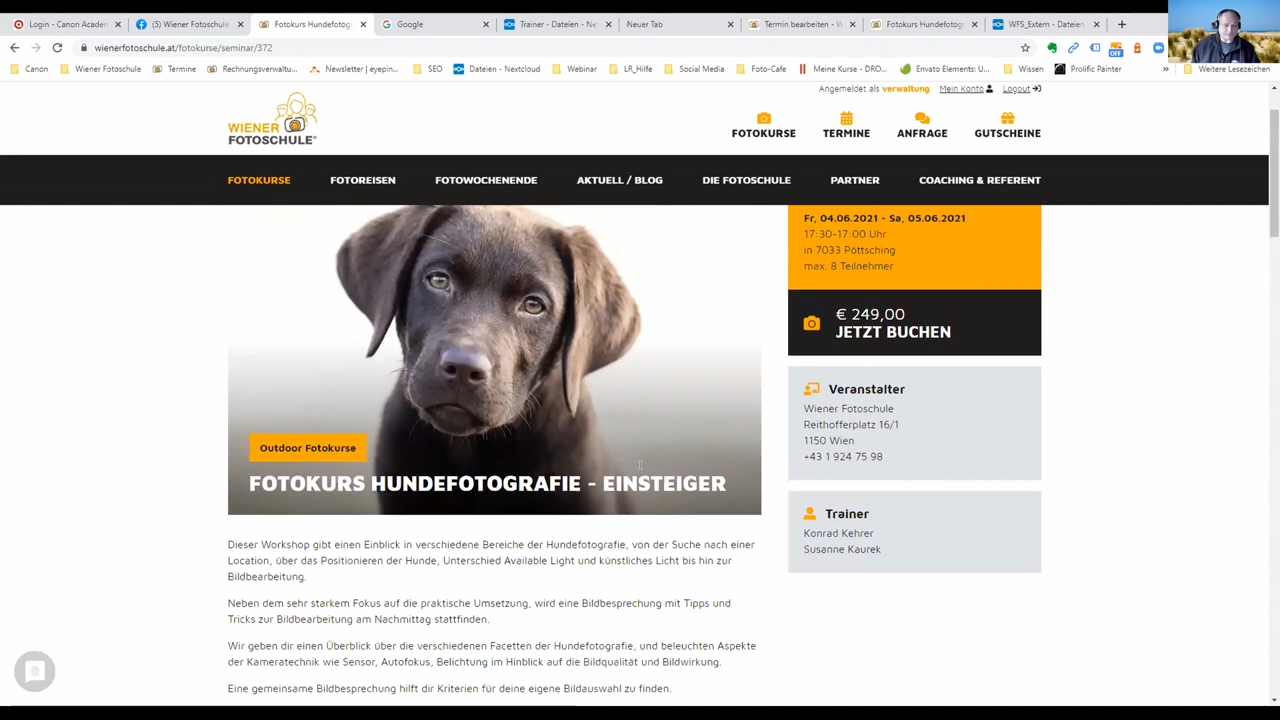 Login - Canon Academ
(5) Wiener Fotoschule
Fotokurs Hundefotogr
Google
Trainer - Dateien - Nex
Neuer Tab
Termin bearbeiten - W
Fotokurs Hundefotogr
WFS_Extern - Dateien
wienerfotoschule.at/fotokurse/seminar/372
OFF
Canon
Wiener Fotoschule
Termine
Rechnungsverwaltu...
Newsletter | eyepin...
SEO
Dateien - Nextcloud
Webinar
LR_Hilfe
Social Media
Foto-Cafe
Meine Kurse - DRO...
Envato Elements: U...
Wissen
Prolific Painter
»
Weitere Lesezeichen
Angemeldet als verwaltung
Mein Konto
Logout
WIENER
FOTOSCHULE®
FOTOKURSE
TERMINE
ANFRAGE
GUTSCHEINE
FOTOKURSE
FOTOREISEN
FOTOWOCHENENDE
AKTUELL / BLOG
DIE FOTOSCHULE
PARTNER
COACHING & REFERENT
Outdoor Fotokurse
FOTOKURS HUNDEFOTOGRAFIE - EINSTEIGER
Fr, 04.06.2021 - Sa, 05.06.2021
17:30-17:00 Uhr
in 7033 Pöttsching
max. 8 Teilnehmer
€ 249,00
JETZT BUCHEN
Veranstalter
Wiener Fotoschule
Reithofferplatz 16/1
1150 Wien
+43 1 924 75 98
Trainer
Konrad Kehrer
Susanne Kaurek
Dieser Workshop gibt einen Einblick in verschiedene Bereiche der Hundefotografie, von der Suche nach einer
Location, über das Positionieren der Hunde, Unterschied Available Light und künstliches Licht bis hin zur
Bildbearbeitung.
Neben dem sehr starkem Fokus auf die praktische Umsetzung, wird eine Bildbesprechung mit Tipps und
Tricks zur Bildbearbeitung am Nachmittag stattfinden.
Wir geben dir einen Überblick über die verschiedenen Facetten der Hundefotografie, und beleuchten Aspekte
der Kameratechnik wie Sensor, Autofokus, Belichtung im Hinblick auf die Bildqualität und Bildwirkung.
Eine gemeinsame Bildbesprechung hilft dir Kriterien für deine eigene Bildauswahl zu finden.